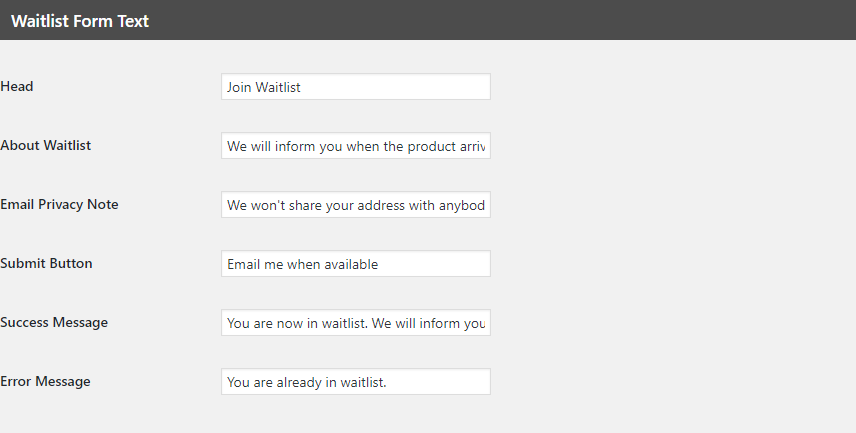 Waitlist Form Text
Head Join Waitlist
About Waitlist We will inform you when the product arriv
Email Privacy Note We won't share your address with anybod
Submit Button Email me when available
Success Message You are now in waitlist. We will inform you
Error Message You are already in waitlist.